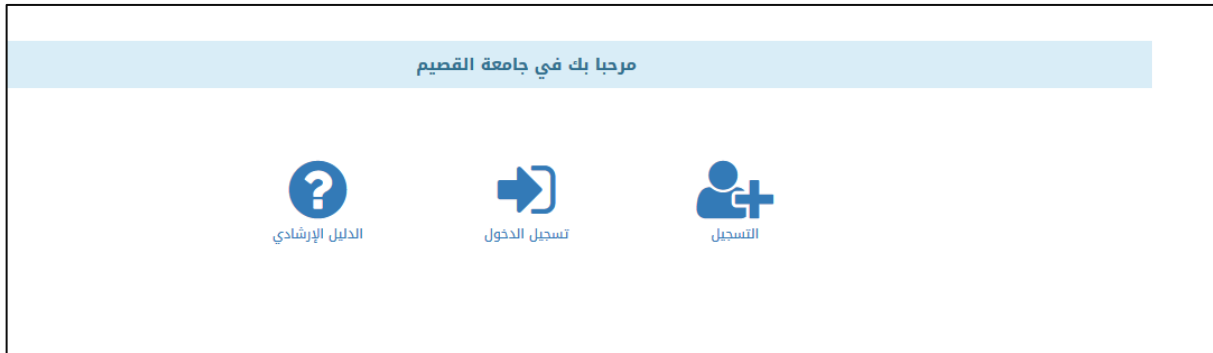 مرحبا بك في جامعة القصيم
التسجيل
تسجيل الدخول
الدليل الإرشادي